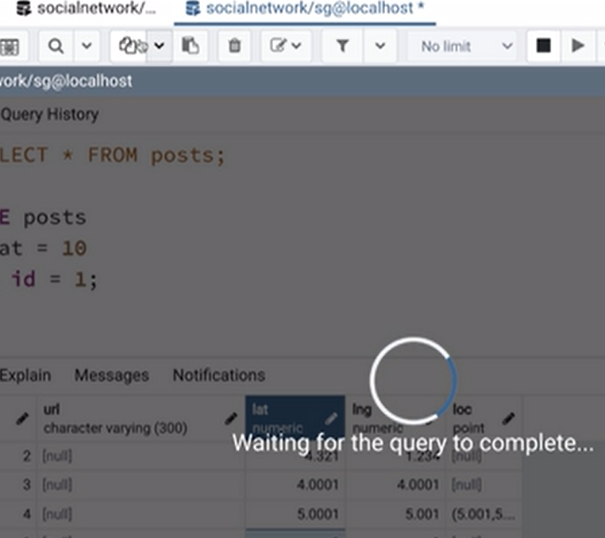 socialnetwork/...
socialnetwork/sg@localhost *
No limit
work/sg@localhost
Query History
LECT * FROM posts;
E posts
at = 10
id = 1;
Explain Messages Notifications
url lat lng loc
character varying (300) numeric numeric point
Waiting for the query to complete...
2 [null] 4.321 1.234 [null]
3 [null] 4.0001 4.0001 [null]
4 [null] 5.0001 5.001 (5.001,5...